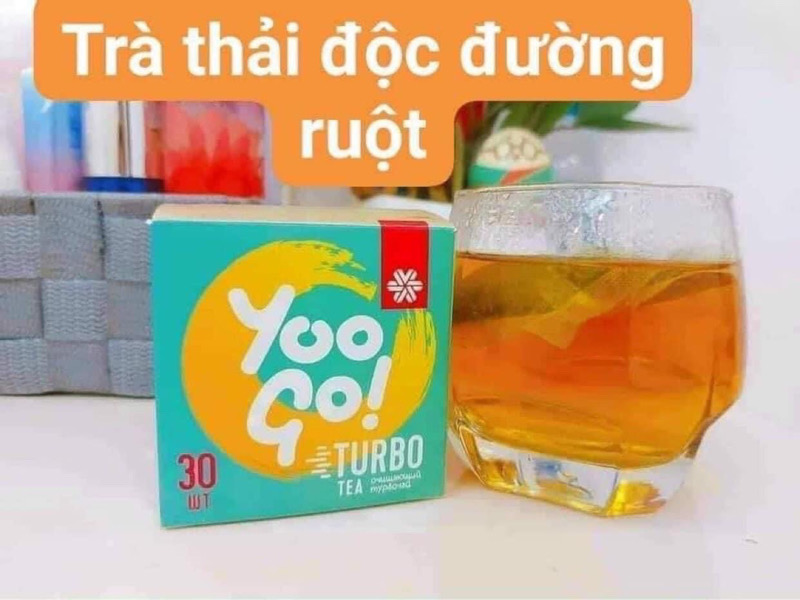 Trà thải độc đường
ruột
Yoo
Go!
TURBO
TEA очищающий
турбочай
30
ШТ